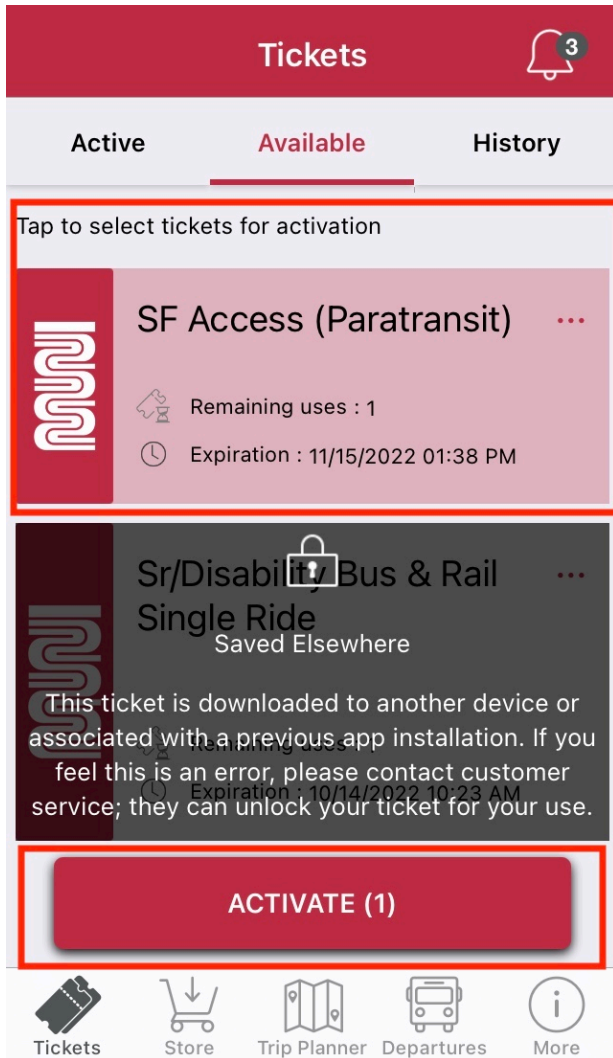 Tickets
3
Active
Available
History
Tap to select tickets for activation
SF Access (Paratransit)
Remaining uses : 1
Expiration : 11/15/2022 01:38 PM
Sr/Disability Bus & Rail
Single Ride
Saved Elsewhere
This ticket is downloaded to another device or
associated with a previous app installation. If you
feel this is an error, please contact customer
service; they can unlock your ticket for your use.
Remaining uses : 1
Expiration : 10/14/2022 10:23 AM
ACTIVATE (1)
Tickets
Store
Trip Planner
Departures
More